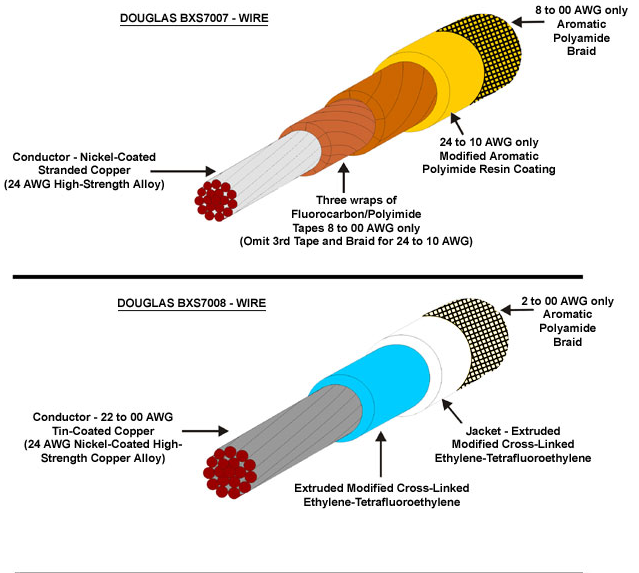 DOUGLAS BXS7007 - WIRE
8 to 00 AWG only
Aromatic
Polyamide
Braid
24 to 10 AWG only
Modified Aromatic
Polyimide Resin Coating
Conductor - Nickel-Coated
Stranded Copper
(24 AWG High-Strength Alloy)
Three wraps of
Fluorocarbon/Polyimide
Tapes 8 to 00 AWG only
(Omit 3rd Tape and Braid for 24 to 10 AWG)
DOUGLAS BXS7008 - WIRE
2 to 00 AWG only
Aromatic
Polyamide
Braid
Conductor - 22 to 00 AWG
Tin-Coated Copper
(24 AWG Nickel-Coated High-
Strength Copper Alloy)
Jacket - Extruded
Modified Cross-Linked
Ethylene-Tetrafluoroethylene
Extruded Modified Cross-Linked
Ethylene-Tetrafluoroethylene